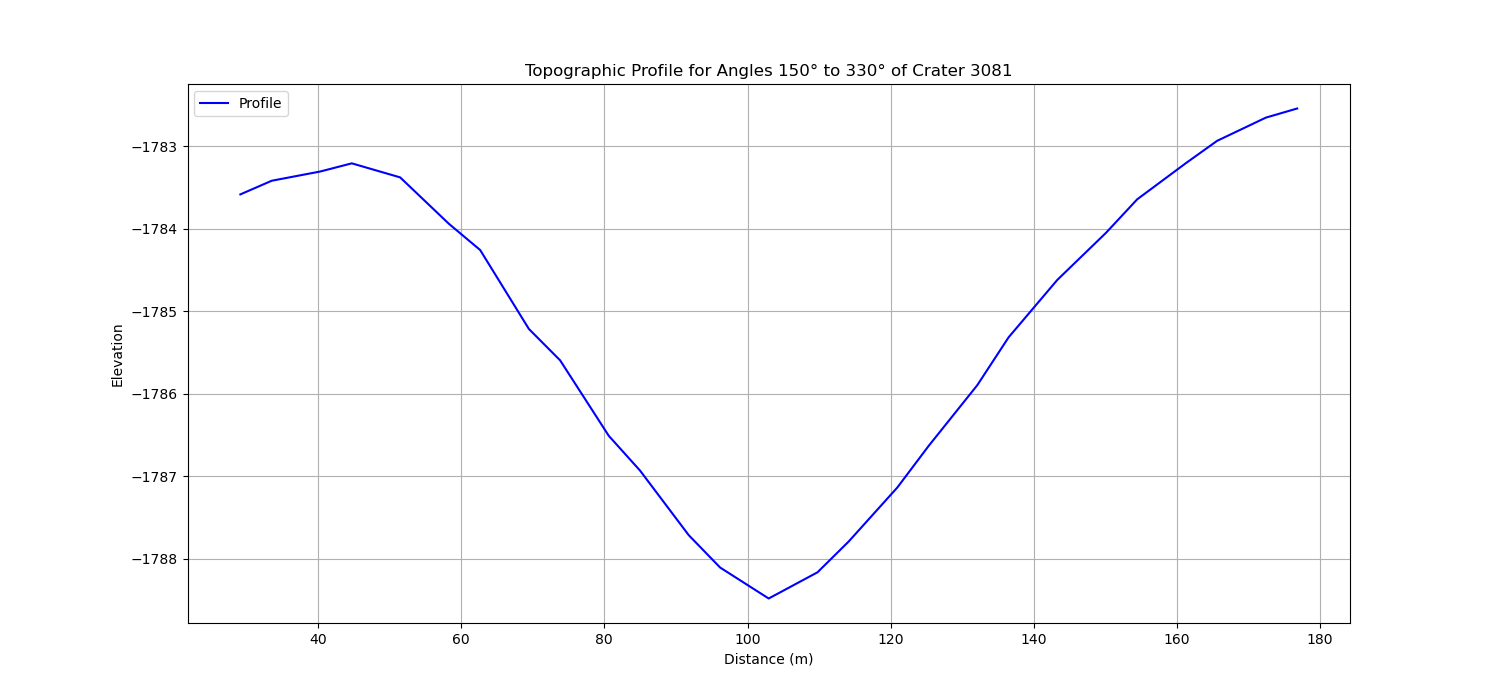 Topographic Profile for Angles 150° to 330° of Crater 3081
Profile
−1783
−1784
−1785
−1786
−1787
−1788
Elevation
40 60 80 100 120 140 160 180
Distance (m)